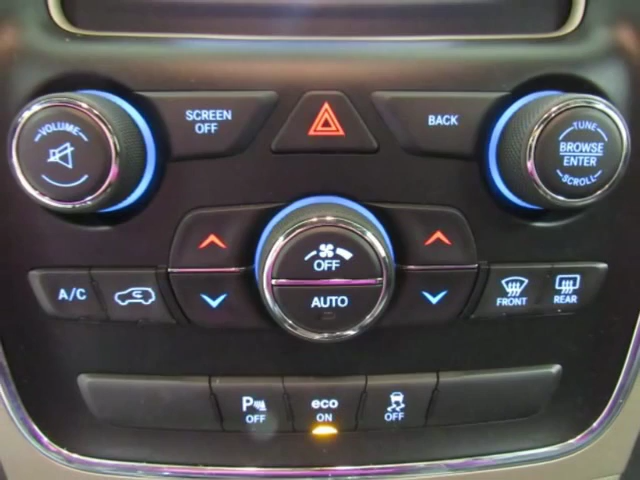 VOLUME
SCREEN
OFF
BACK
TUNE
BROWSE
ENTER
SCROLL
OFF
AUTO
A/C
FRONT
REAR
P
OFF
eco
ON
OFF